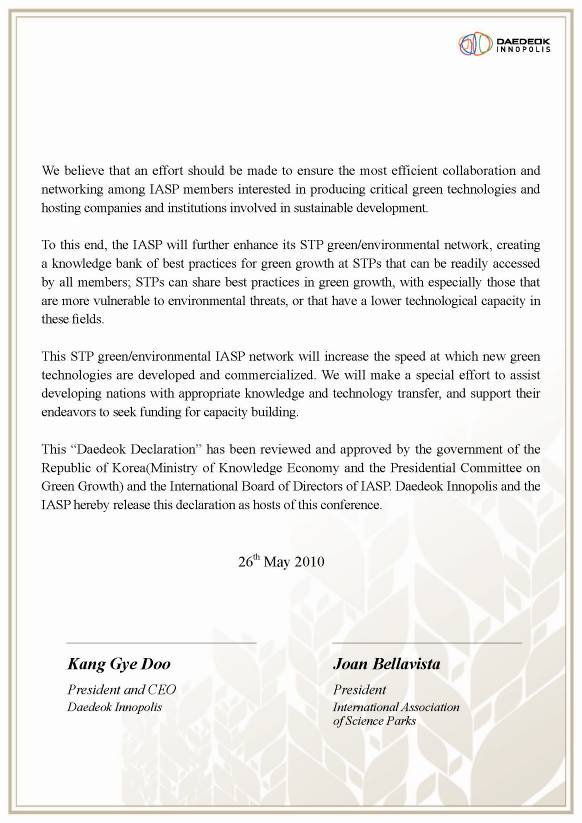 DAEDEOK
INNOPOLIS
We believe that an effort should be made to ensure the most efficient collaboration and
networking among IASP members interested in producing critical green technologies and
hosting companies and institutions involved in sustainable development.
To this end, the IASP will further enhance its STP green/environmental network, creating
a knowledge bank of best practices for green growth at STPs that can be readily accessed
by all members; STPs can share best practices in green growth, with especially those that
are more vulnerable to environmental threats, or that have a lower technological capacity in
these fields.
This STP green/environmental IASP network will increase the speed at which new green
technologies are developed and commercialized. We will make a special effort to assist
developing nations with appropriate knowledge and technology transfer, and support their
endeavors to seek funding for capacity building.
This “Daedeok Declaration” has been reviewed and approved by the government of the
Republic of Korea(Ministry of Knowledge Economy and the Presidential Committee on
Green Growth) and the International Board of Directors of IASP. Daedeok Innopolis and the
IASP hereby release this declaration as hosts of this conference.
26th May 2010
Kang Gye Doo
President and CEO
Daedeok Innopolis
Joan Bellavista
President
International Association
of Science Parks